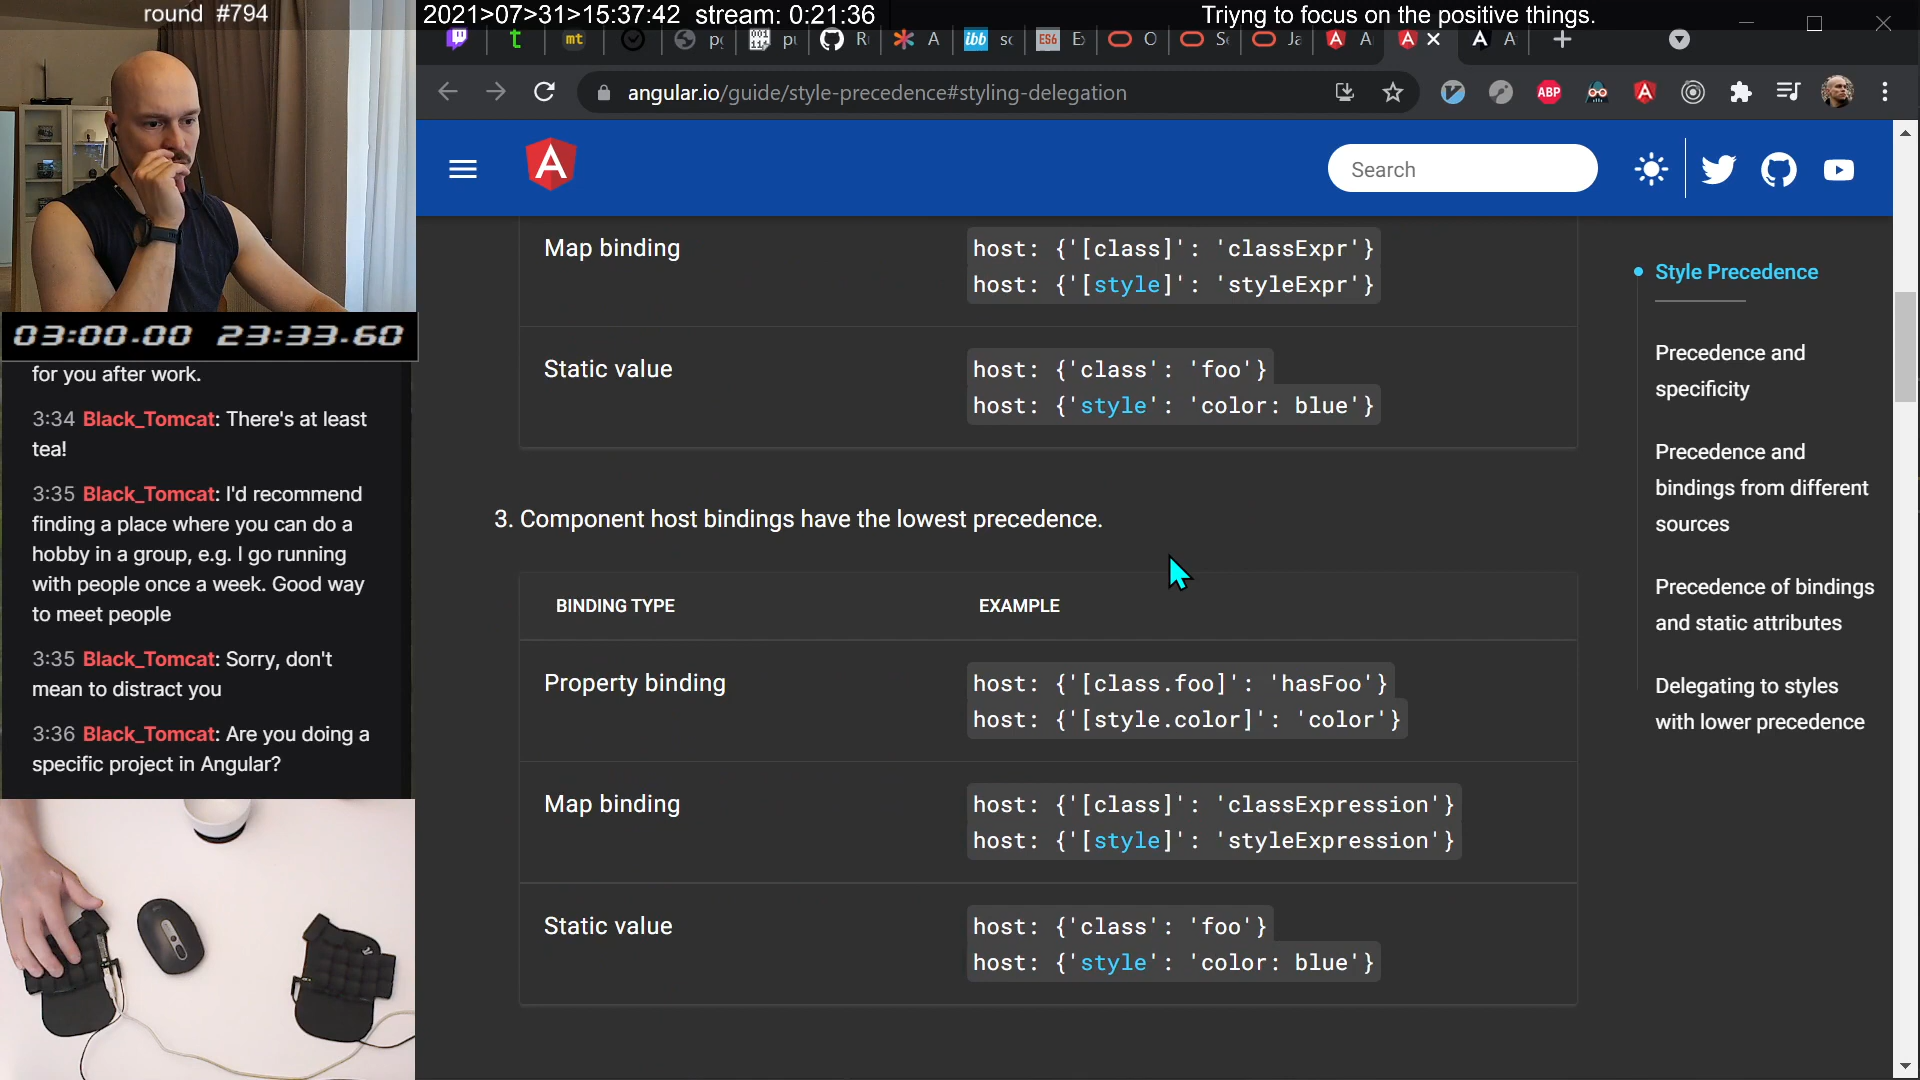 round #794
2021>07>31>15:37:42 stream: 0:21:36
Triyng to focus on the positive things.
angular.io/guide/style-precedence#styling-delegation
ABP
Search
03:00.00 23:33.60
for you after work.
3:34 Black_Tomcat: There's at least
tea!
3:35 Black_Tomcat: I'd recommend
finding a place where you can do a
hobby in a group, e.g. I go running
with people once a week. Good way
to meet people
3:35 Black_Tomcat: Sorry, don't
mean to distract you
3:36 Black_Tomcat: Are you doing a
specific project in Angular?
Map binding
host: {'[class]': 'classExpr'}
host: {'[style]': 'styleExpr'}
Static value
host: {'class': 'foo'}
host: {'style': 'color: blue'}
3. Component host bindings have the lowest precedence.
BINDING TYPE
EXAMPLE
Property binding
host: {'[class.foo]': 'hasFoo'}
host: {'[style.color]': 'color'}
Map binding
host: {'[class]': 'classExpression'}
host: {'[style]': 'styleExpression'}
Static value
host: {'class': 'foo'}
host: {'style': 'color: blue'}
Style Precedence
Precedence and
specificity
Precedence and
bindings from different
sources
Precedence of bindings
and static attributes
Delegating to styles
with lower precedence